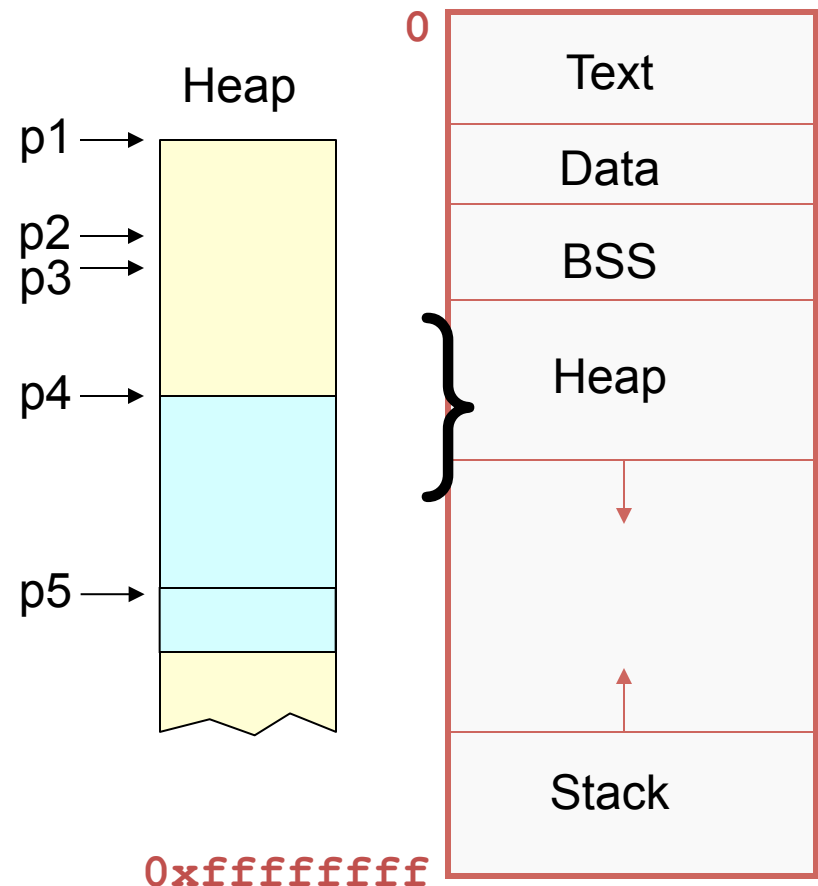 Heap
p1
p2
p3
p4
p5
0
Text
Data
BSS
Heap
Stack
0xffffffff